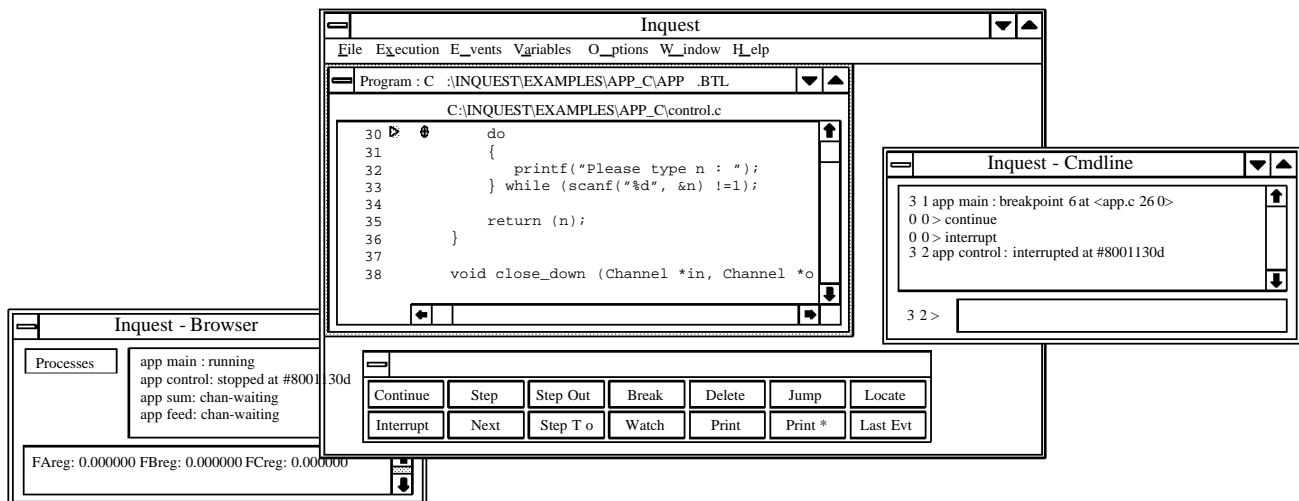 Inquest
File Execution E_vents Variables O_ptions W_indow H_elp
Program : C :\INQUEST\EXAMPLES\APP_C\APP .BTL
C:\INQUEST\EXAMPLES\APP_C\control.c
30 do
31 {
32 printf("Please type n : ");
33 } while (scanf("%d", &n) !=1);
34
35 return (n);
36 }
37
38 void close_down (Channel *in, Channel *o
Inquest - Cmdline
3 1 app main : breakpoint 6 at <app.c 26 0>
0 0 > continue
0 0 > interrupt
3 2 app control : interrupted at #8001130d
3 2 >
Inquest - Browser
Processes
app main : running
app control: stopped at #8001130d
app sum: chan-waiting
app feed: chan-waiting
FAreg: 0.000000 FBreg: 0.000000 FCreg: 0.000000
Continue Step Step Out Break Delete Jump Locate
Interrupt Next Step T o Watch Print Print * Last Evt